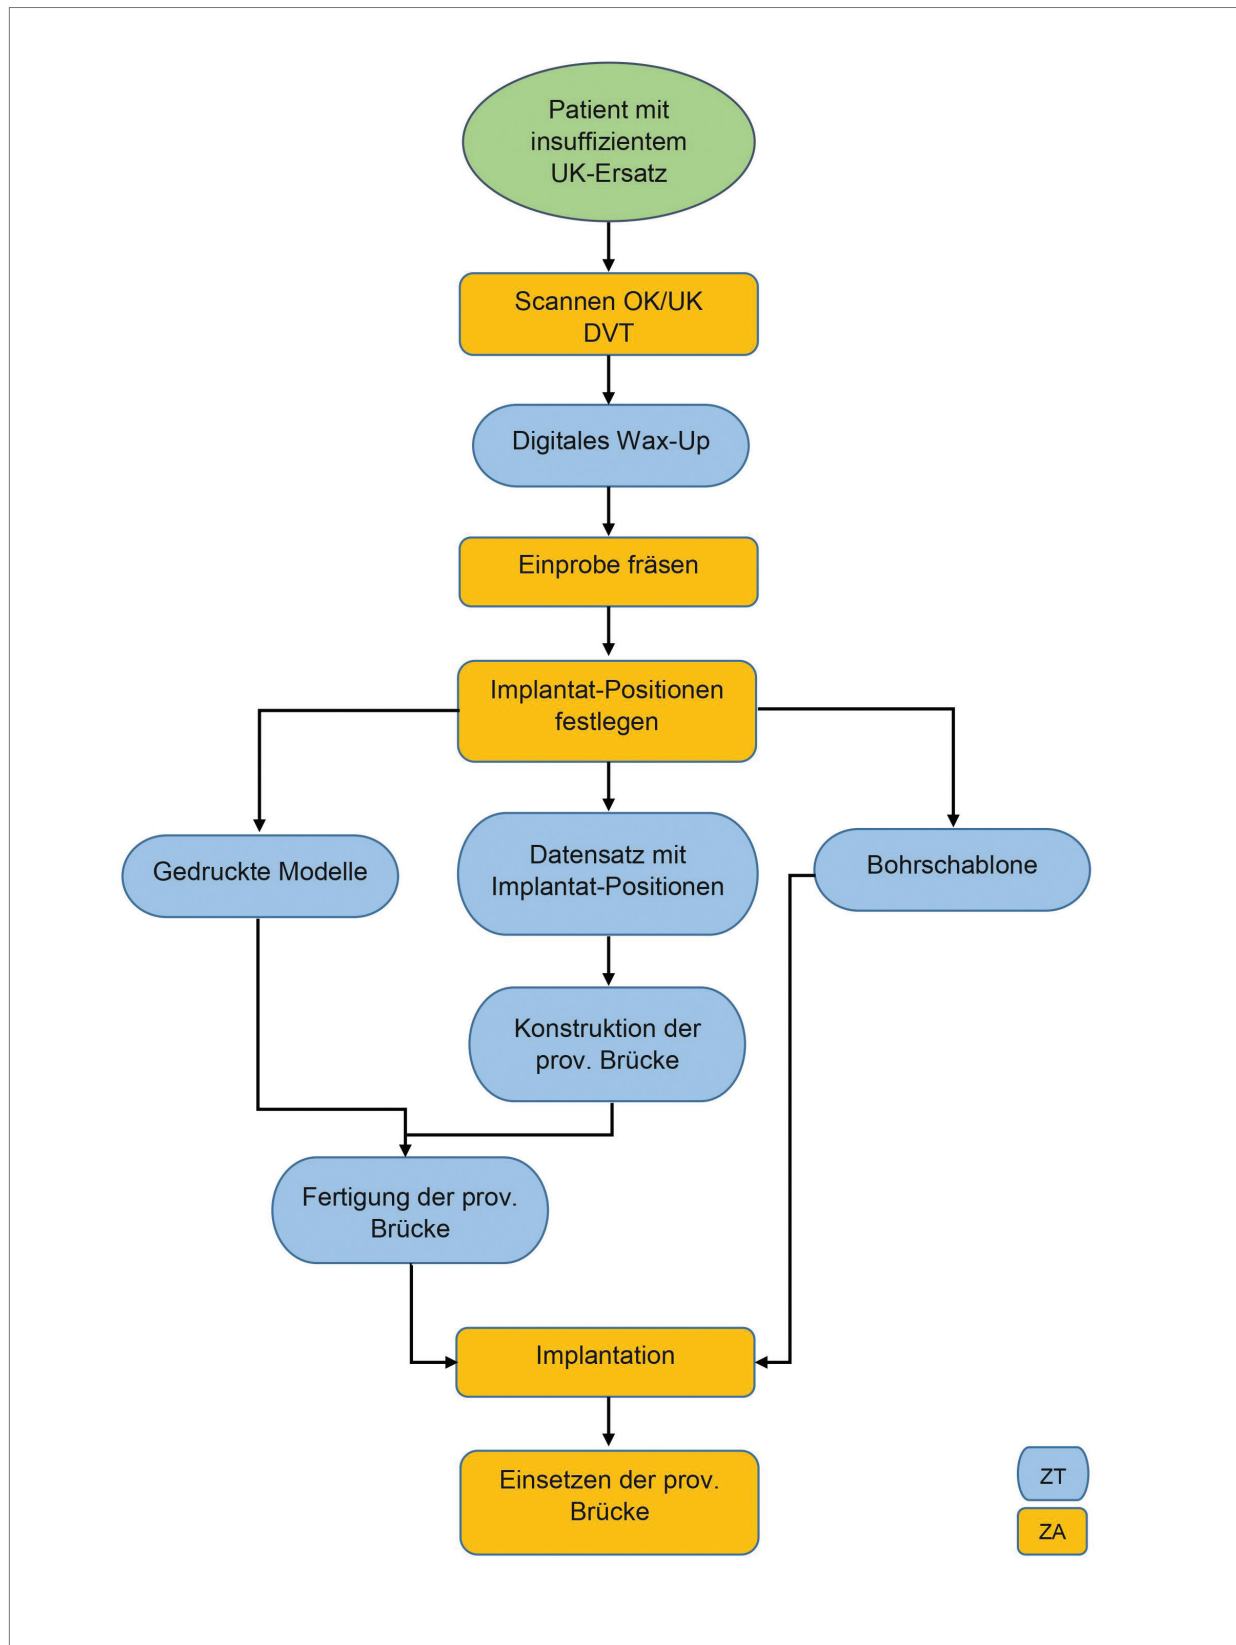 Patient mit
insuffizientem
UK-Ersatz
Scannen OK/UK
DVT
Digitales Wax-Up
Einprobe fräsen
Implantat-Positionen
festlegen
Gedruckte Modelle
Datensatz mit
Implantat-Positionen
Bohrschablone
Konstruktion der
prov. Brücke
Fertigung der prov.
Brücke
Implantation
Einsetzen der prov.
Brücke
ZT
ZA